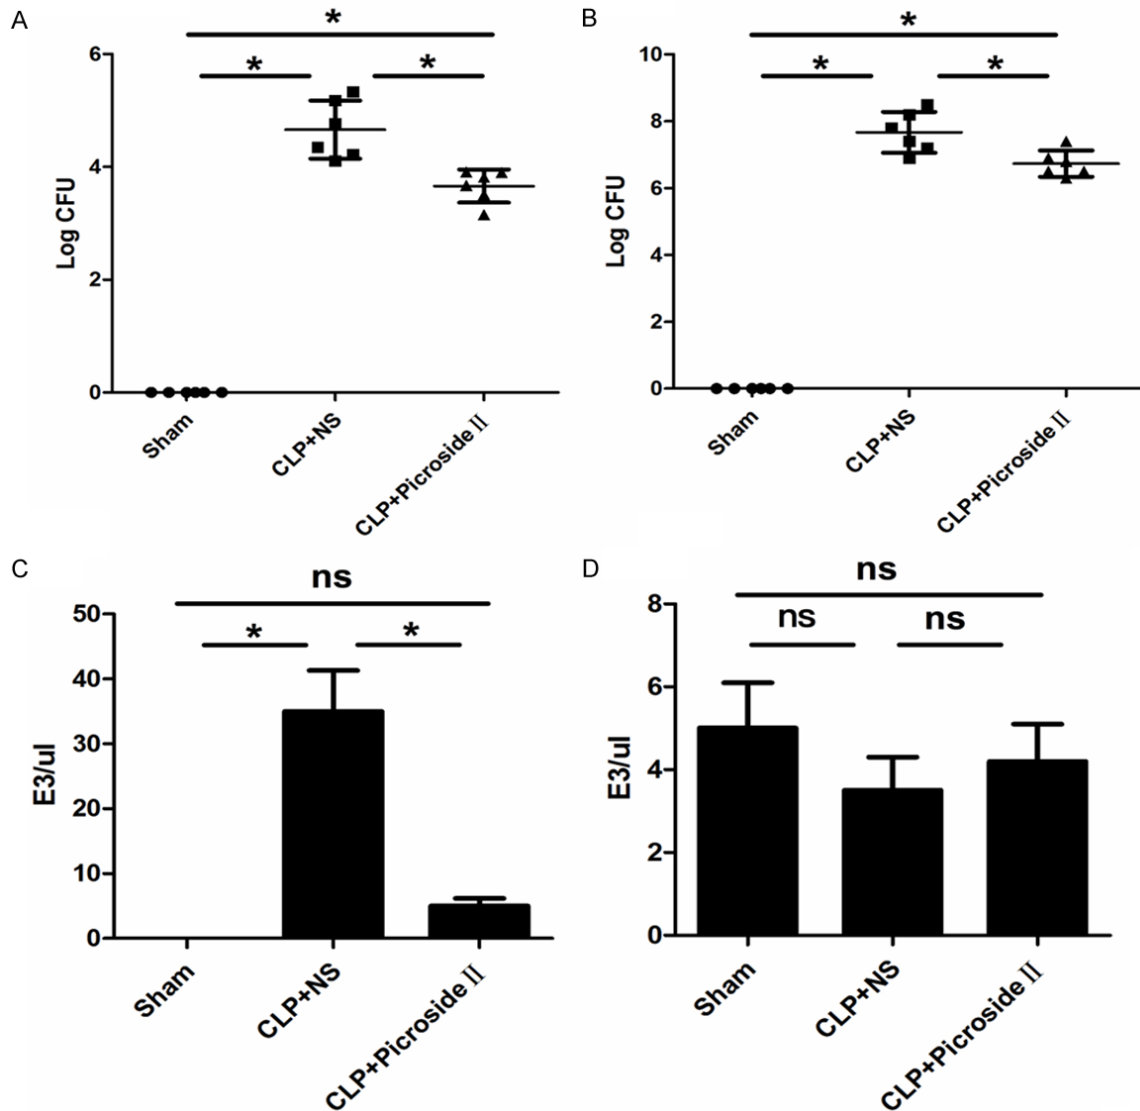 A
*
*
*
6
4
2
0
Log CFU
Sham
CLP+NS
CLP+Picroside II
B
*
*
*
10
8
6
4
2
0
Log CFU
Sham
CLP+NS
CLP+Picroside II
C
ns
*
*
50
40
30
20
10
0
E3/ul
Sham
CLP+NS
CLP+Picroside II
D
ns
ns
ns
8
6
4
2
0
E3/ul
Sham
CLP+NS
CLP+Picroside II